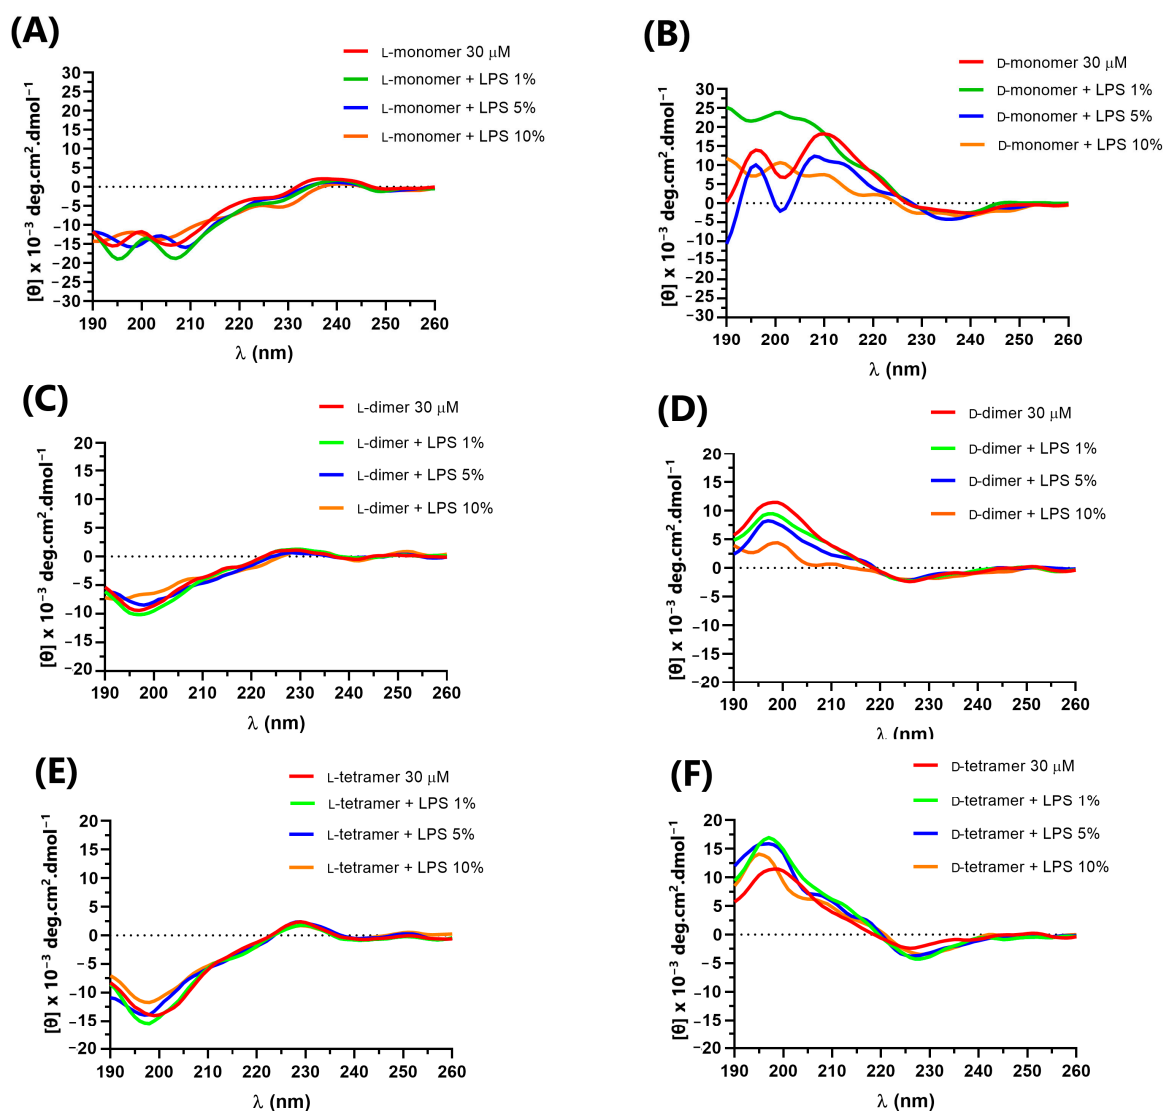 (A)
L-monomer 30 μM
L-monomer + LPS 1%
L-monomer + LPS 5%
L-monomer + LPS 10%
[θ] x 10⁻³ deg.cm².dmol⁻¹
30
25
20
15
10
5
0
−5
−10
−15
−20
−25
−30
190 200 210 220 230 240 250 260
λ (nm)
(B)
D-monomer 30 μM
D-monomer + LPS 1%
D-monomer + LPS 5%
D-monomer + LPS 10%
[θ] x 10⁻³ deg.cm².dmol⁻¹
30
25
20
15
10
5
0
−5
−10
−15
−20
−25
−30
190 200 210 220 230 240 250 260
λ (nm)
(C)
L-dimer 30 μM
L-dimer + LPS 1%
L-dimer + LPS 5%
L-dimer + LPS 10%
[θ] x 10⁻³ deg.cm².dmol⁻¹
20
15
10
5
0
−5
−10
−15
−20
190 200 210 220 230 240 250 260
λ (nm)
(D)
D-dimer 30 μM
D-dimer + LPS 1%
D-dimer + LPS 5%
D-dimer + LPS 10%
[θ] x 10⁻³ deg.cm².dmol⁻¹
20
15
10
5
0
−5
−10
−15
−20
190 200 210 220 230 240 250 260
λ (nm)
(E)
L-tetramer 30 μM
L-tetramer + LPS 1%
L-tetramer + LPS 5%
L-tetramer + LPS 10%
[θ] x 10⁻³ deg.cm².dmol⁻¹
20
15
10
5
0
−5
−10
−15
−20
190 200 210 220 230 240 250 260
λ (nm)
(F)
D-tetramer 30 μM
D-tetramer + LPS 1%
D-tetramer + LPS 5%
D-tetramer + LPS 10%
[θ] x 10⁻³ deg.cm².dmol⁻¹
20
15
10
5
0
−5
−10
−15
−20
190 200 210 220 230 240 250 260
λ (nm)